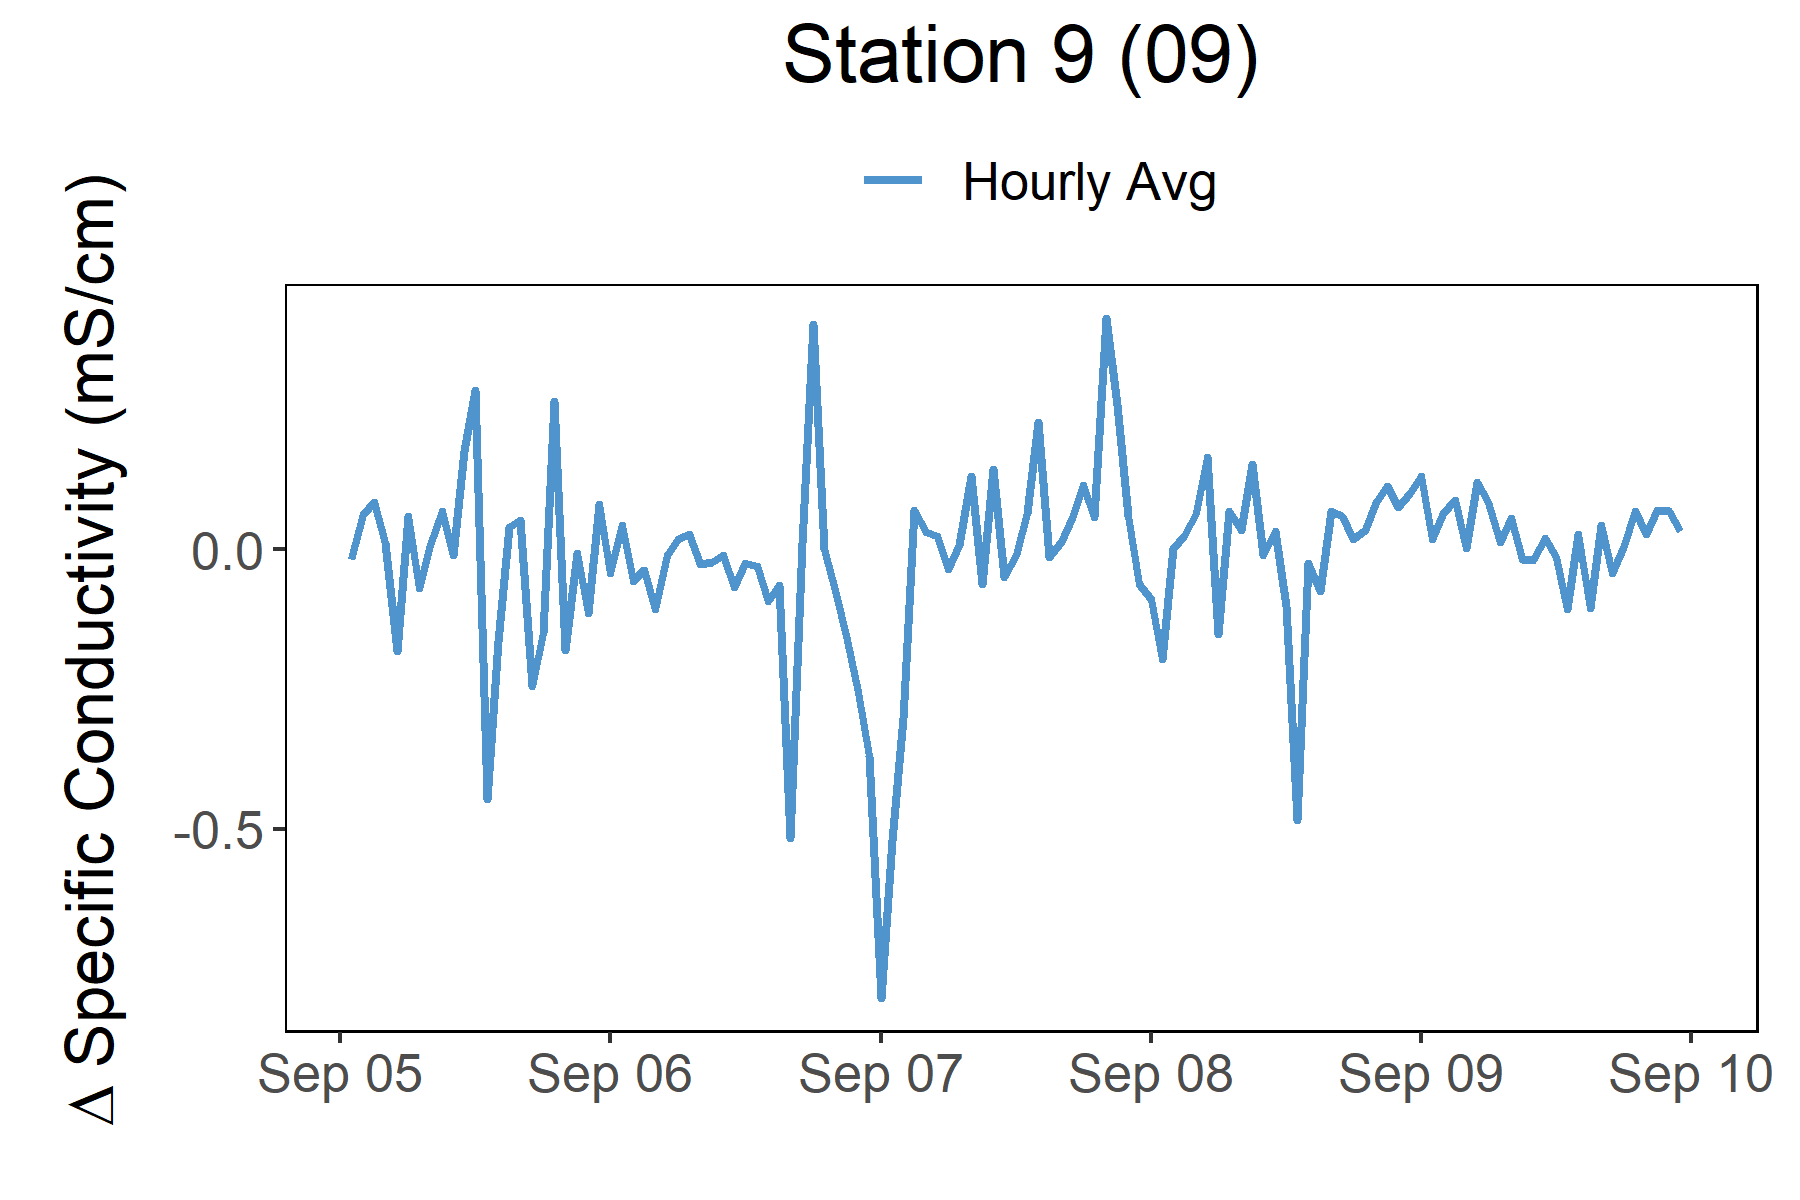 Station 9 (09)
Hourly Avg
Δ Specific Conductivity (mS/cm)
0.0
-0.5
Sep 05 Sep 06 Sep 07 Sep 08 Sep 09 Sep 10